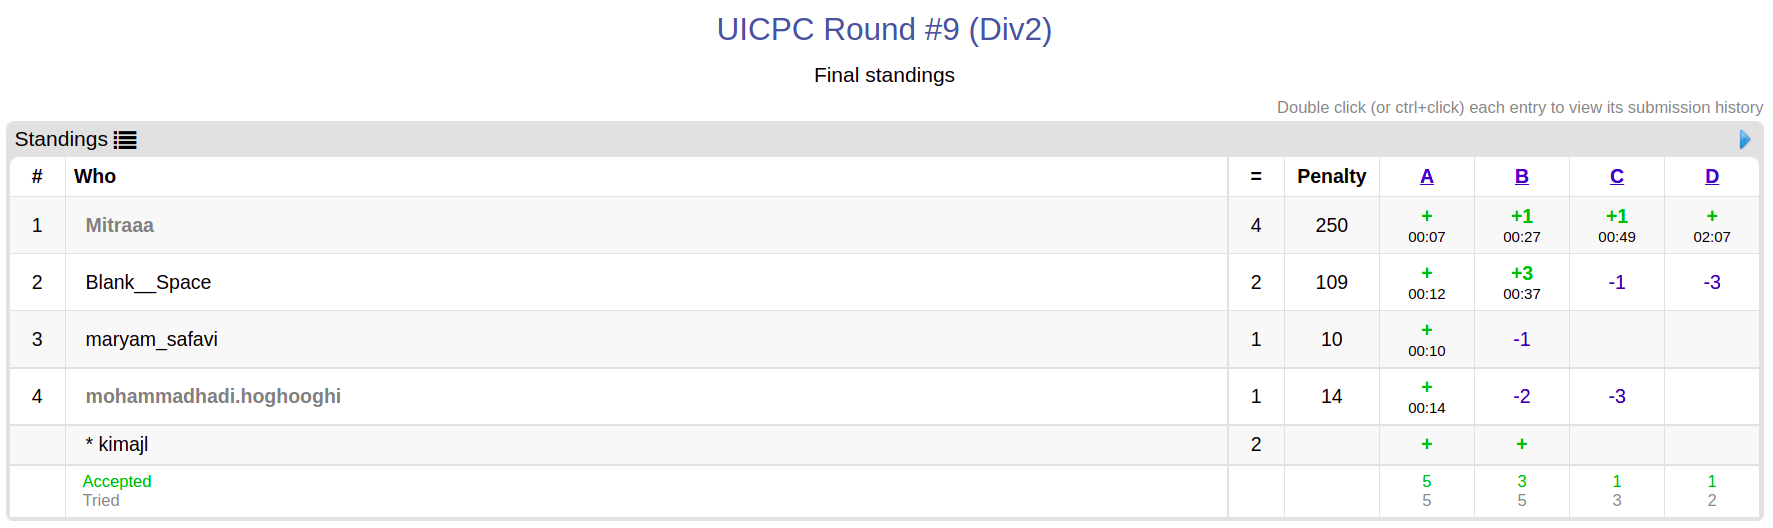 UICPC Round #9 (Div2)
Final standings
Double click (or ctrl+click) each entry to view its submission history
Standings
# Who = Penalty A B C D
1 Mitraaa 4 250 + 00:07 +1 00:27 +1 00:49 + 02:07
2 Blank__Space 2 109 + 00:12 +3 00:37 -1 -3
3 maryam_safavi 1 10 + 00:10 -1
4 mohammadhadi.hoghooghi 1 14 + 00:14 -2 -3
* kimajl 2 + +
Accepted 5 3 1 1
Tried 5 5 3 2